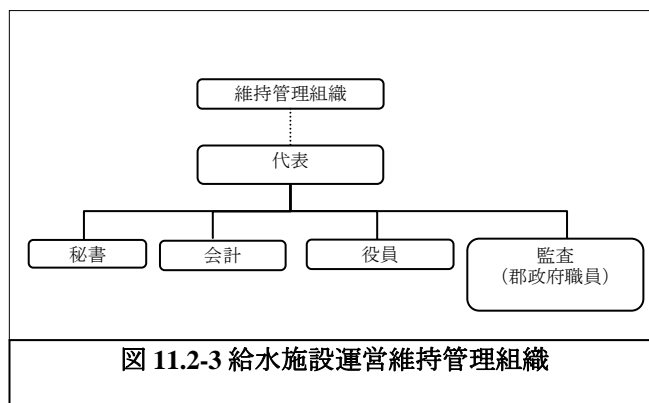 維持管理組織
代表
秘書
会計
役員
監査
（郡政府職員）
図 11.2-3 給水施設運営維持管理組織